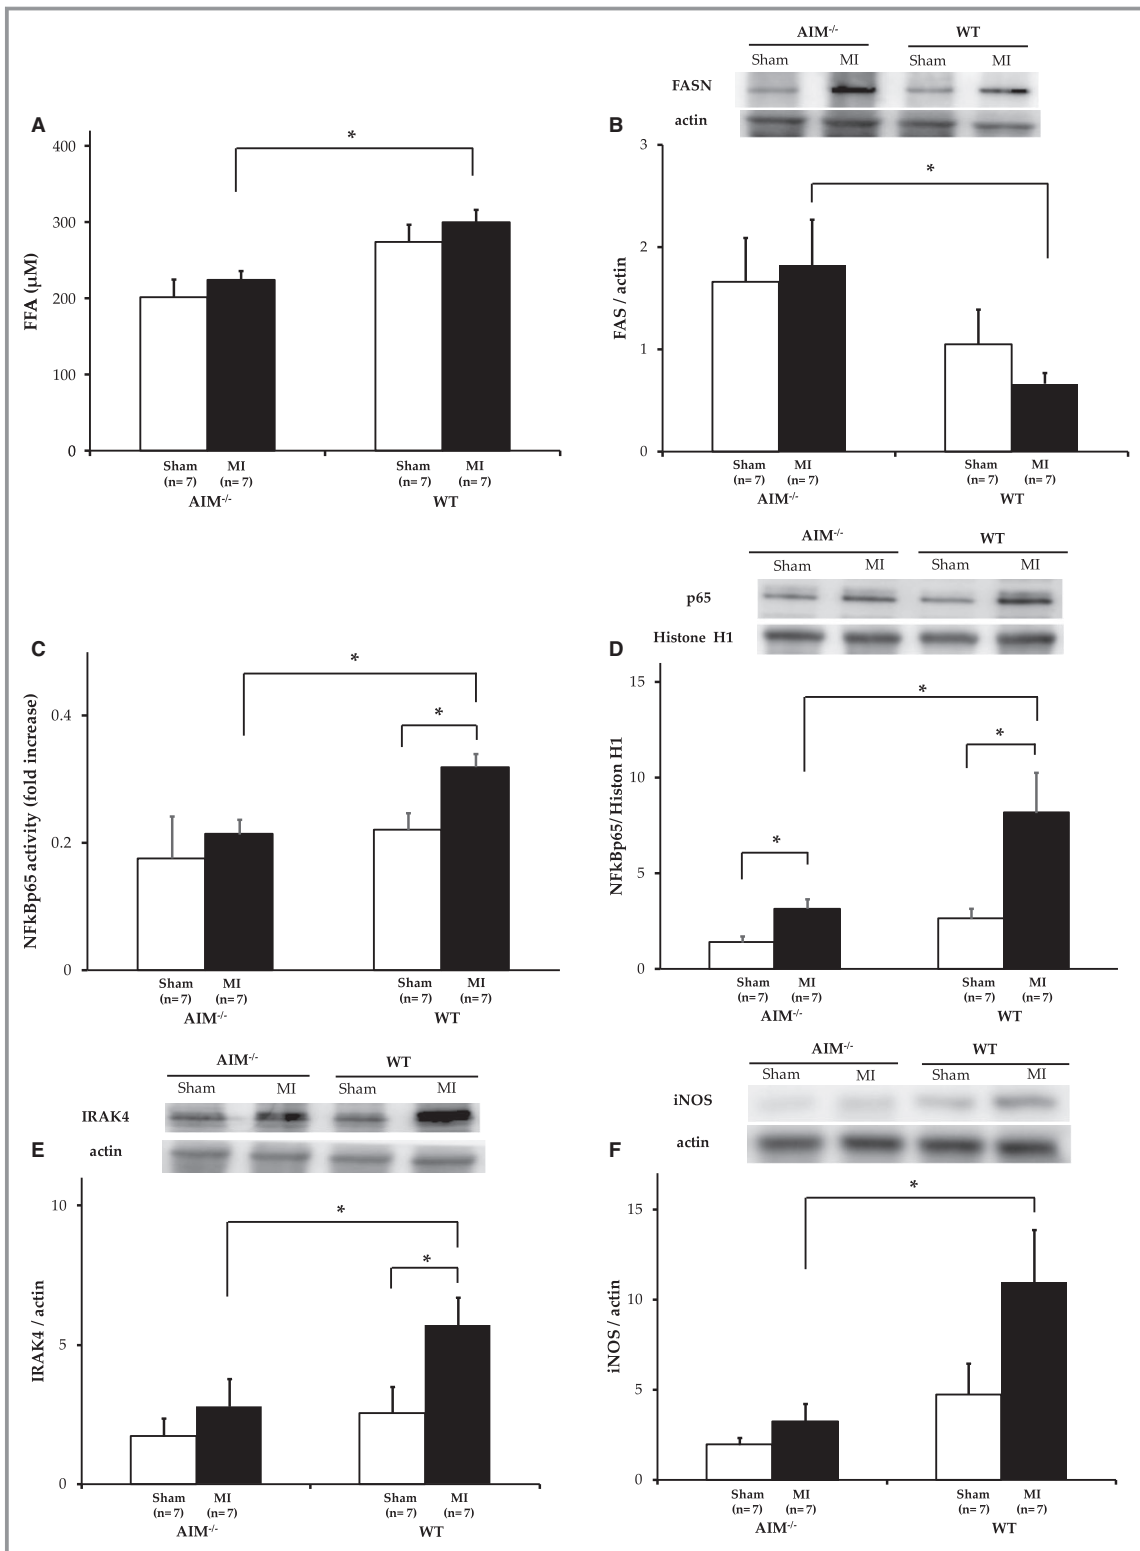 A
*
400
300
200
100
0
FFA (µM)
Sham MI Sham MI
(n= 7) (n= 7) (n= 7) (n= 7)
AIM-/- WT
AIM-/- WT
Sham MI Sham MI
FASN
actin
B
3
*
2
1
0
FAS / actin
Sham MI Sham MI
(n= 7) (n= 7) (n= 7) (n= 7)
AIM-/- WT
C
*
*
0.4
0.2
0
NFkBp65 activity (fold increase)
Sham MI Sham MI
(n= 7) (n= 7) (n= 7) (n= 7)
AIM-/- WT
AIM-/- WT
Sham MI Sham MI
p65
Histone H1
D
15
*
*
10
5
*
0
NFkBp65/ Histon H1
Sham MI Sham MI
(n= 7) (n= 7) (n= 7) (n= 7)
AIM-/- WT
AIM-/- WT
Sham MI Sham MI
IRAK4
actin
E
10
*
*
5
0
IRAK4 / actin
Sham MI Sham MI
(n= 7) (n= 7) (n= 7) (n= 7)
AIM-/- WT
AIM-/- WT
Sham MI Sham MI
iNOS
actin
F
*
15
10
5
0
iNOS / actin
Sham MI Sham MI
(n= 7) (n= 7) (n= 7) (n= 7)
AIM-/- WT